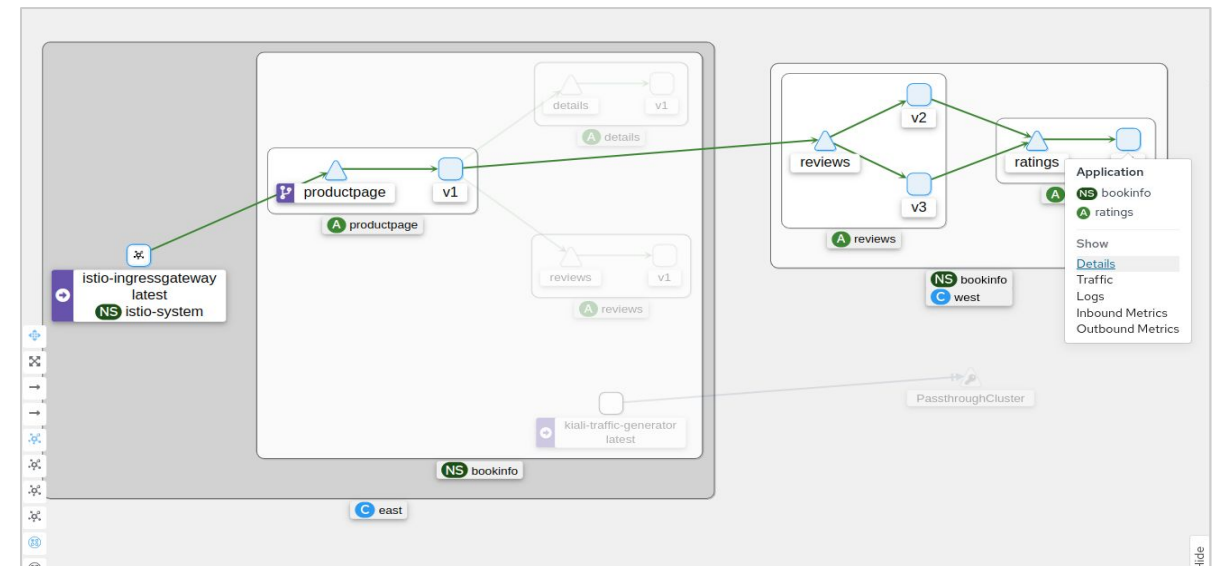 details
v1
A details
productpage
v1
A productpage
reviews
v1
A reviews
istio-ingressgateway
latest
NS istio-system
kiali-traffic-generator
latest
NS bookinfo
C east
v2
reviews
v3
A reviews
ratings
A
NS bookinfo
C west
PassthroughCluster
Application
NS bookinfo
A ratings
Show
Details
Traffic
Logs
Inbound Metrics
Outbound Metrics
Hide